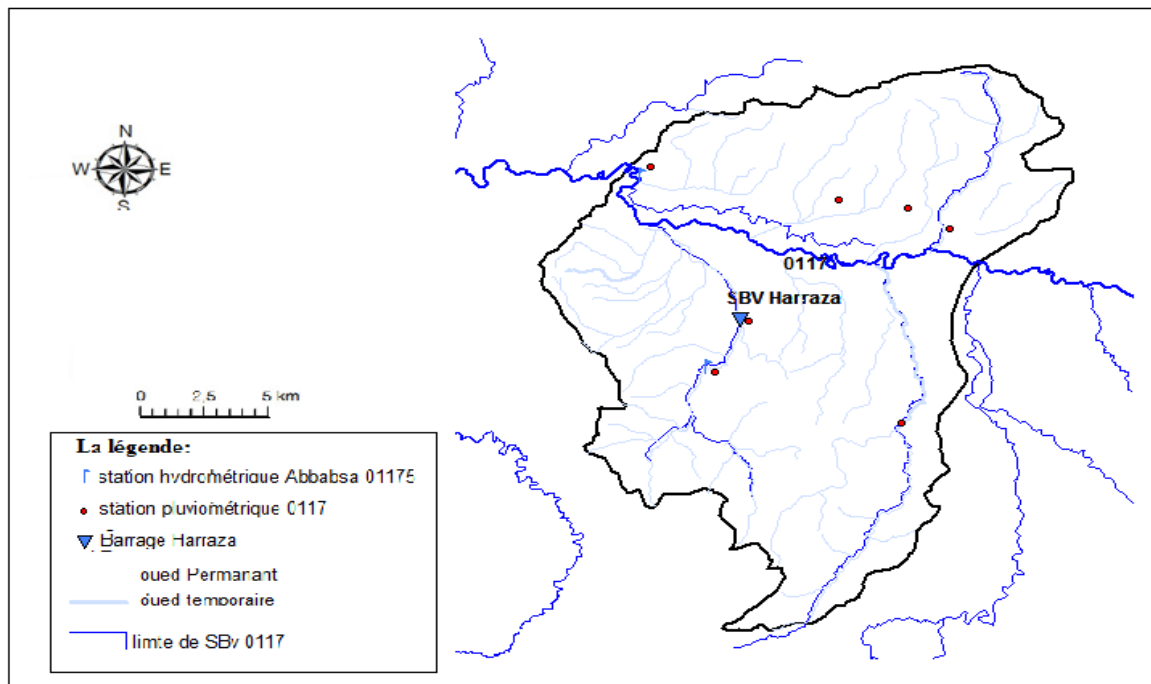 N
W E
S
0117
SBV Harraza
0 2,5 5 km
La légende:
station hydrométrique Abbabsa 01175
station pluviométrique 0117
Barrage Harraza
oued Permanant
oued temporaire
limte de SBv 0117